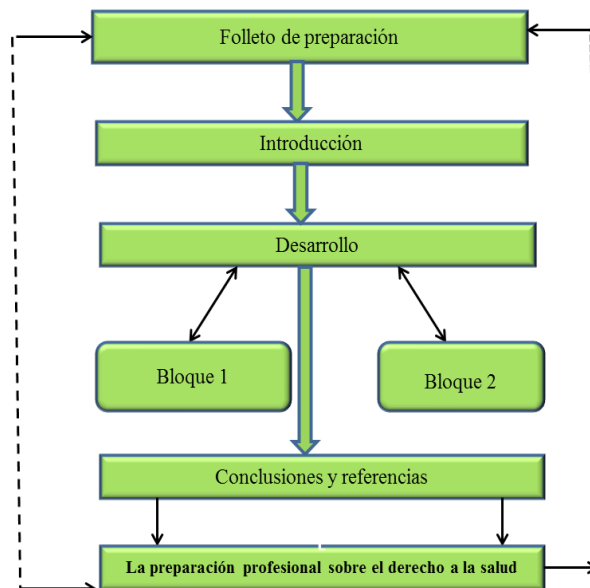 Folleto de preparación
Introducción
Desarrollo
Bloque 1
Bloque 2
Conclusiones y referencias
La preparación profesional sobre el derecho a la salud